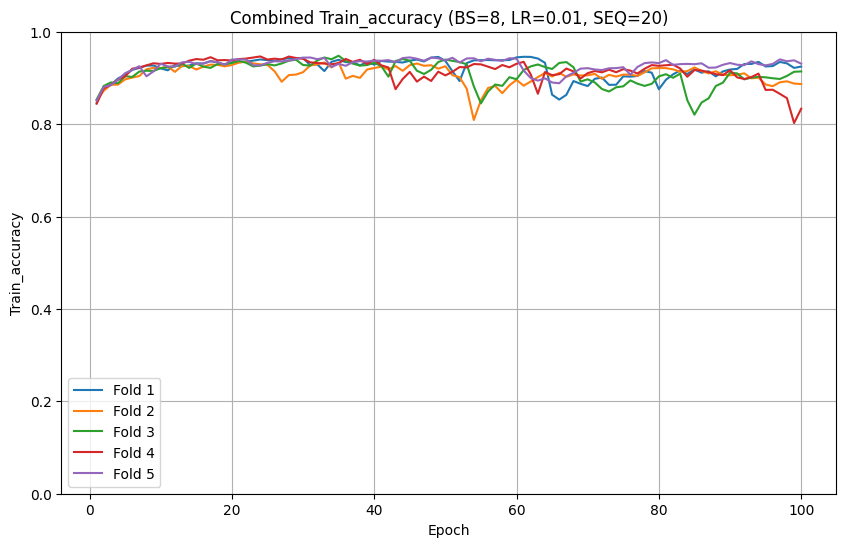 Combined Train_accuracy (BS=8, LR=0.01, SEQ=20)
Train_accuracy
1.0
0.8
0.6
0.4
0.2
0.0
Fold 1
Fold 2
Fold 3
Fold 4
Fold 5
0 20 40 60 80 100
Epoch